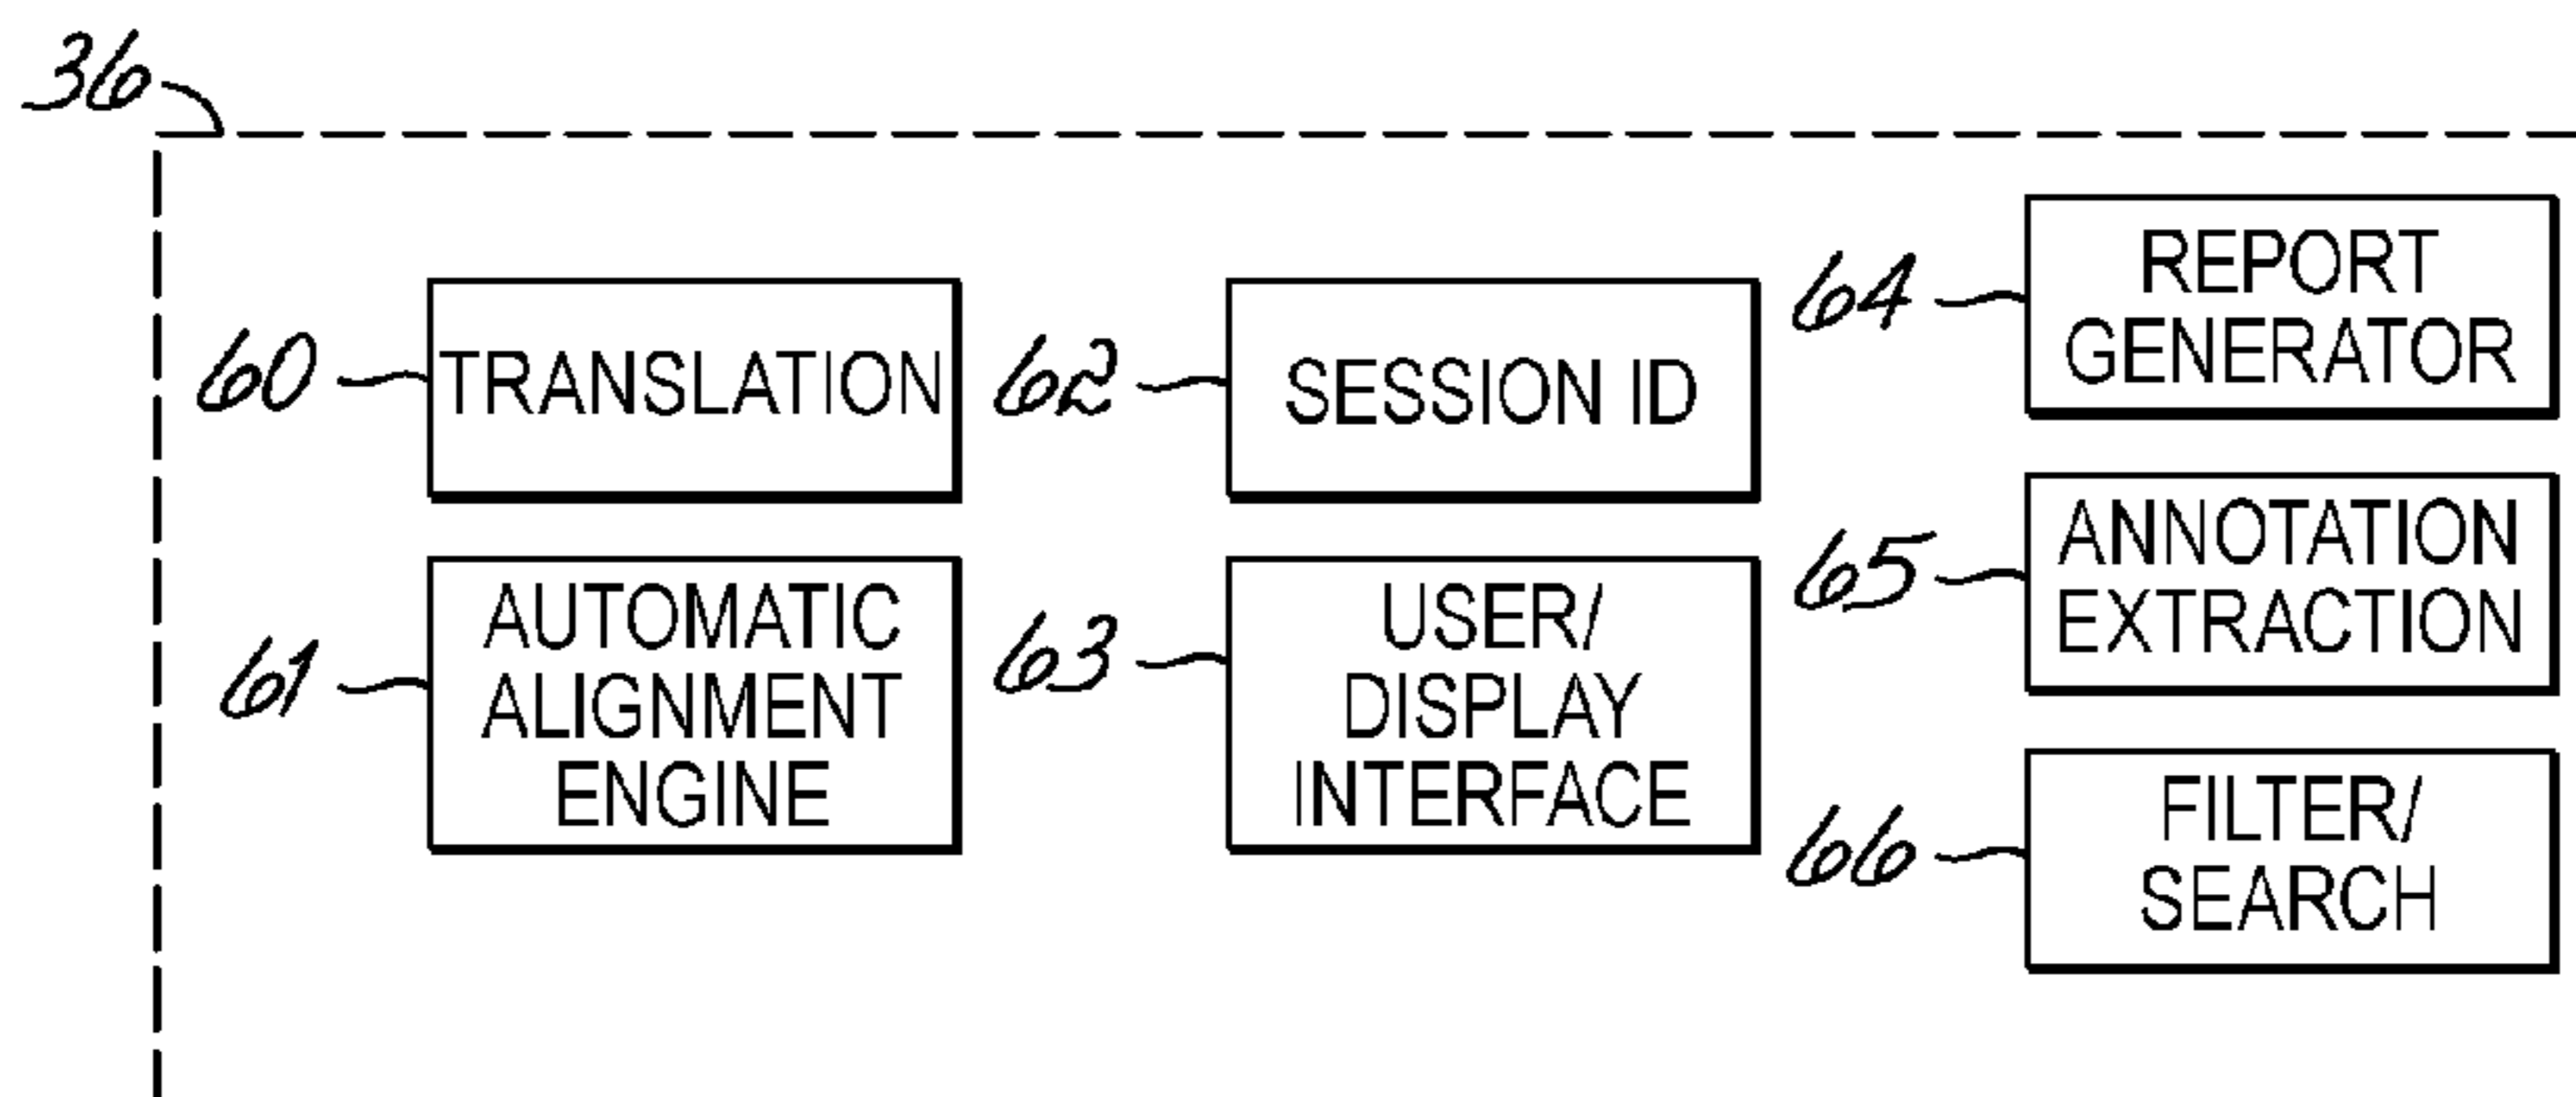 36
60
TRANSLATION
61
AUTOMATIC
ALIGNMENT
ENGINE
62
SESSION ID
63
USER/
DISPLAY
INTERFACE
64
REPORT
GENERATOR
65
ANNOTATION
EXTRACTION
66
FILTER/
SEARCH